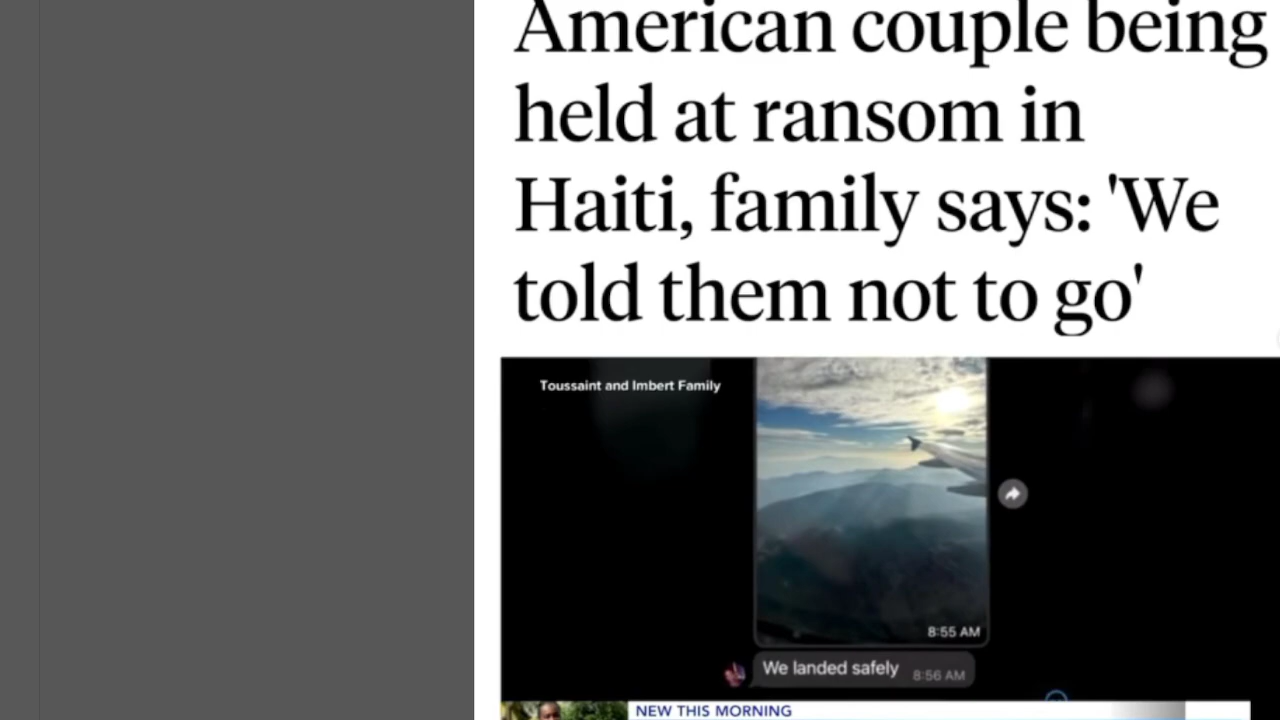 American couple being
held at ransom in
Haiti, family says: 'We
told them not to go'
Toussaint and Imbert Family
8:55 AM
We landed safely 8:56 AM
NEW THIS MORNING